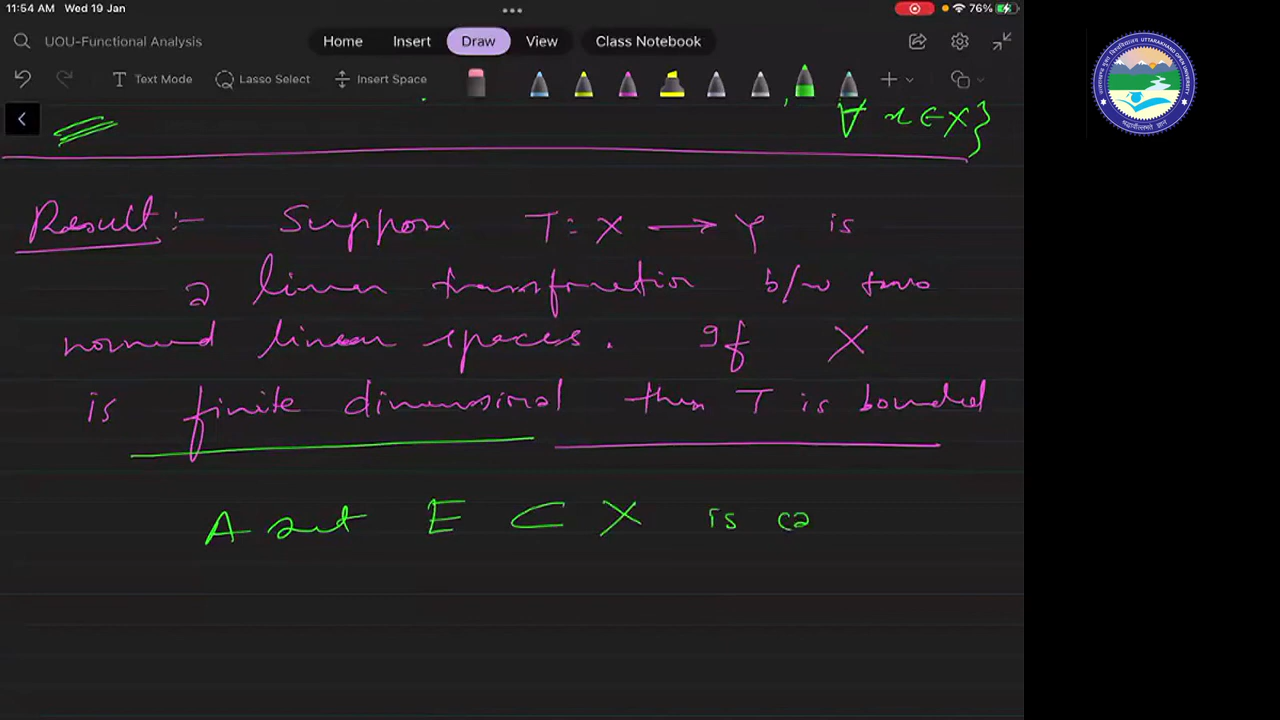 11:54 AM Wed 19 Jan
76%
UOU-Functional Analysis
Home Insert Draw View Class Notebook
Text Mode Lasso Select Insert Space
∀ x ∈ X}
Result :- Suppose T: X → Y is
a linear transformation b/w two
normed linear spaces. If X
is finite dimensional then T is bounded
A set E ⊂ X is ca